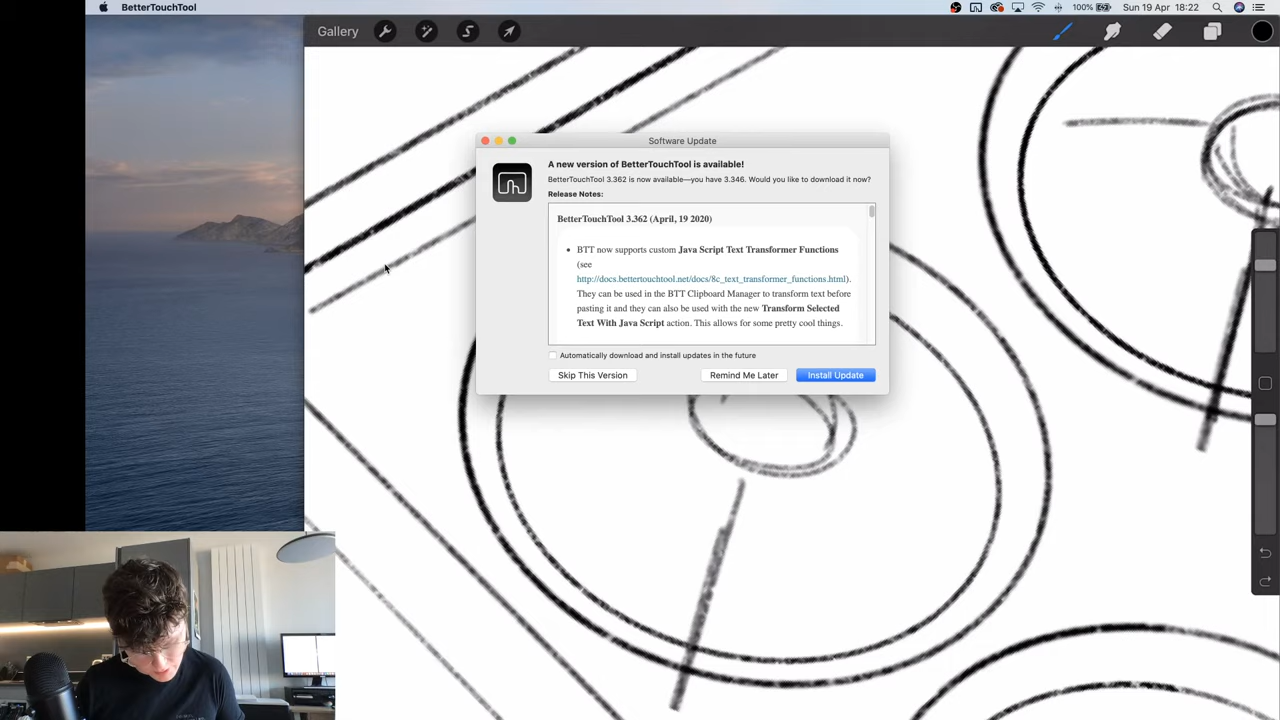 BetterTouchTool
100%
Sun 19 Apr 18:22
Gallery
Software Update
A new version of BetterTouchTool is available!
BetterTouchTool 3.362 is now available—you have 3.346. Would you like to download it now?
Release Notes:
BetterTouchTool 3.362 (April, 19 2020)
• BTT now supports custom Java Script Text Transformer Functions
(see
http://docs.bettertouchtool.net/docs/8c_text_transformer_functions.html).
They can be used in the BTT Clipboard Manager to transform text before
pasting it and they can also be used with the new Transform Selected
Text With Java Script action. This allows for some pretty cool things.
Automatically download and install updates in the future
Skip This Version
Remind Me Later
Install Update